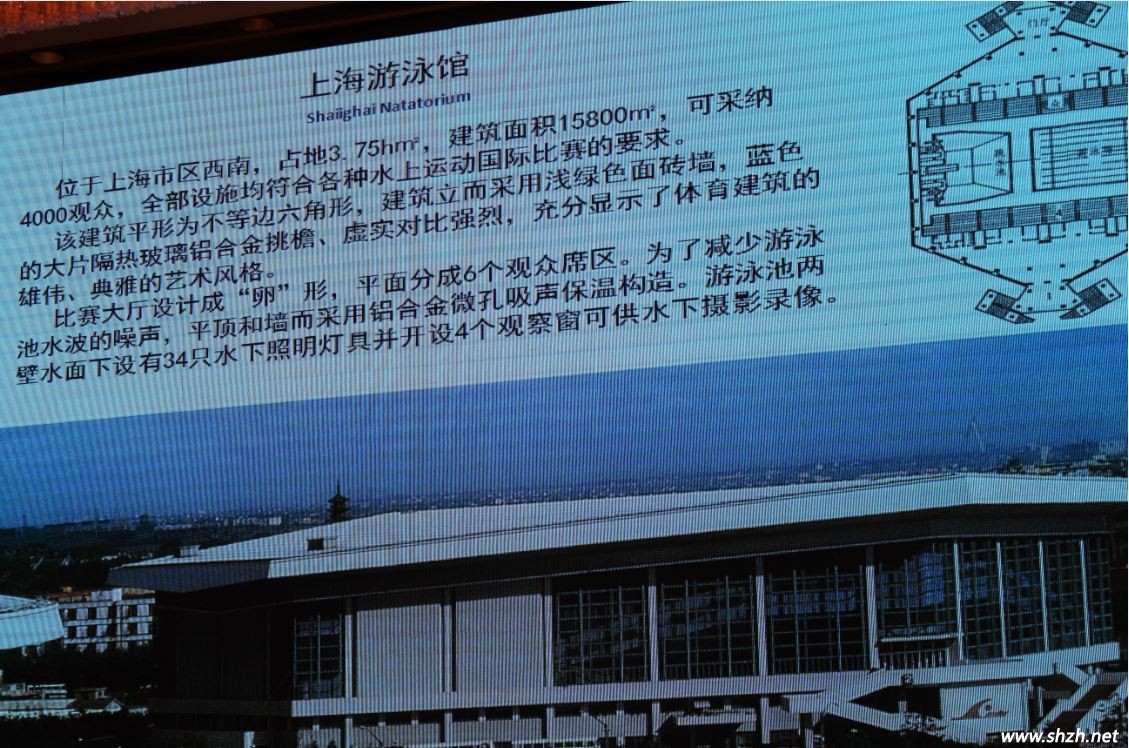 上海游泳馆
Shaiighai Natatorium
位于上海市区西南，占地3.75hm²，建筑面积15800m²，可采纳
4000观众，全部设施均符合各种水上运动国际比赛的要求。
该建筑平形为不等边六角形，建筑立而采用浅绿色面砖墙，蓝色
的大片隔热玻璃铝合金挑檐、虚实对比强烈，充分显示了体育建筑的
雄伟、典雅的艺术风格。
比赛大厅设计成“卵”形，平面分成6个观众席区。为了减少游泳
池水波的噪声，平顶和墙而采用铝合金微孔吸声保温构造。游泳池两
壁水面下设有34只水下照明灯具并开设4个观察窗可供水下摄影录像。
门厅
www.shzh.net